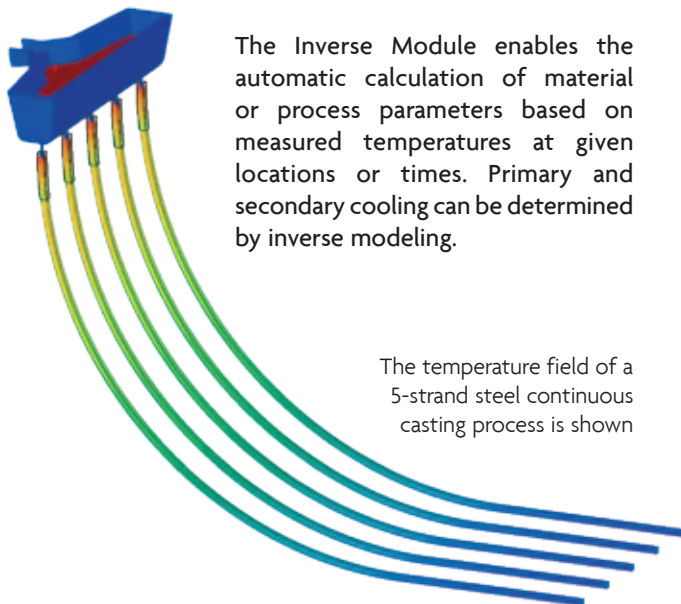 The Inverse Module enables the
automatic calculation of material
or process parameters based on
measured temperatures at given
locations or times. Primary and
secondary cooling can be determined
by inverse modeling.
The temperature field of a
5-strand steel continuous
casting process is shown